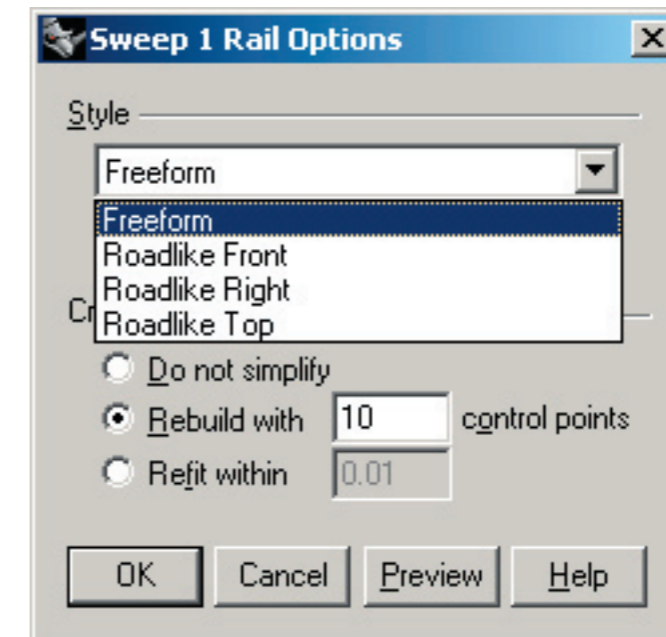 Sweep 1 Rail Options
Style
Freeform
Freeform
Roadlike Front
Roadlike Right
Roadlike Top
Do not simplify
Rebuild with 10 control points
Refit within 0.01
OK Cancel Preview Help